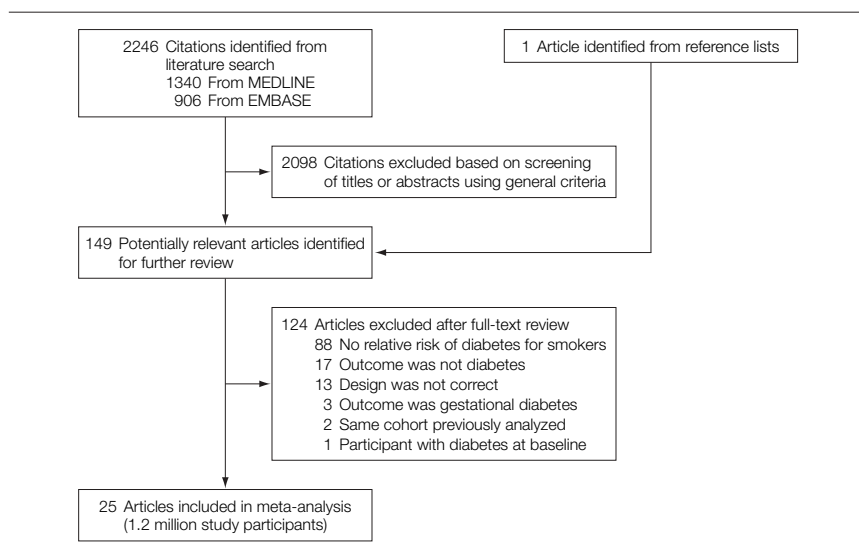 2246 Citations identified from
literature search
1340 From MEDLINE
906 From EMBASE
1 Article identified from reference lists
2098 Citations excluded based on screening
of titles or abstracts using general criteria
149 Potentially relevant articles identified
for further review
124 Articles excluded after full-text review
88 No relative risk of diabetes for smokers
17 Outcome was not diabetes
13 Design was not correct
3 Outcome was gestational diabetes
2 Same cohort previously analyzed
1 Participant with diabetes at baseline
25 Articles included in meta-analysis
(1.2 million study participants)